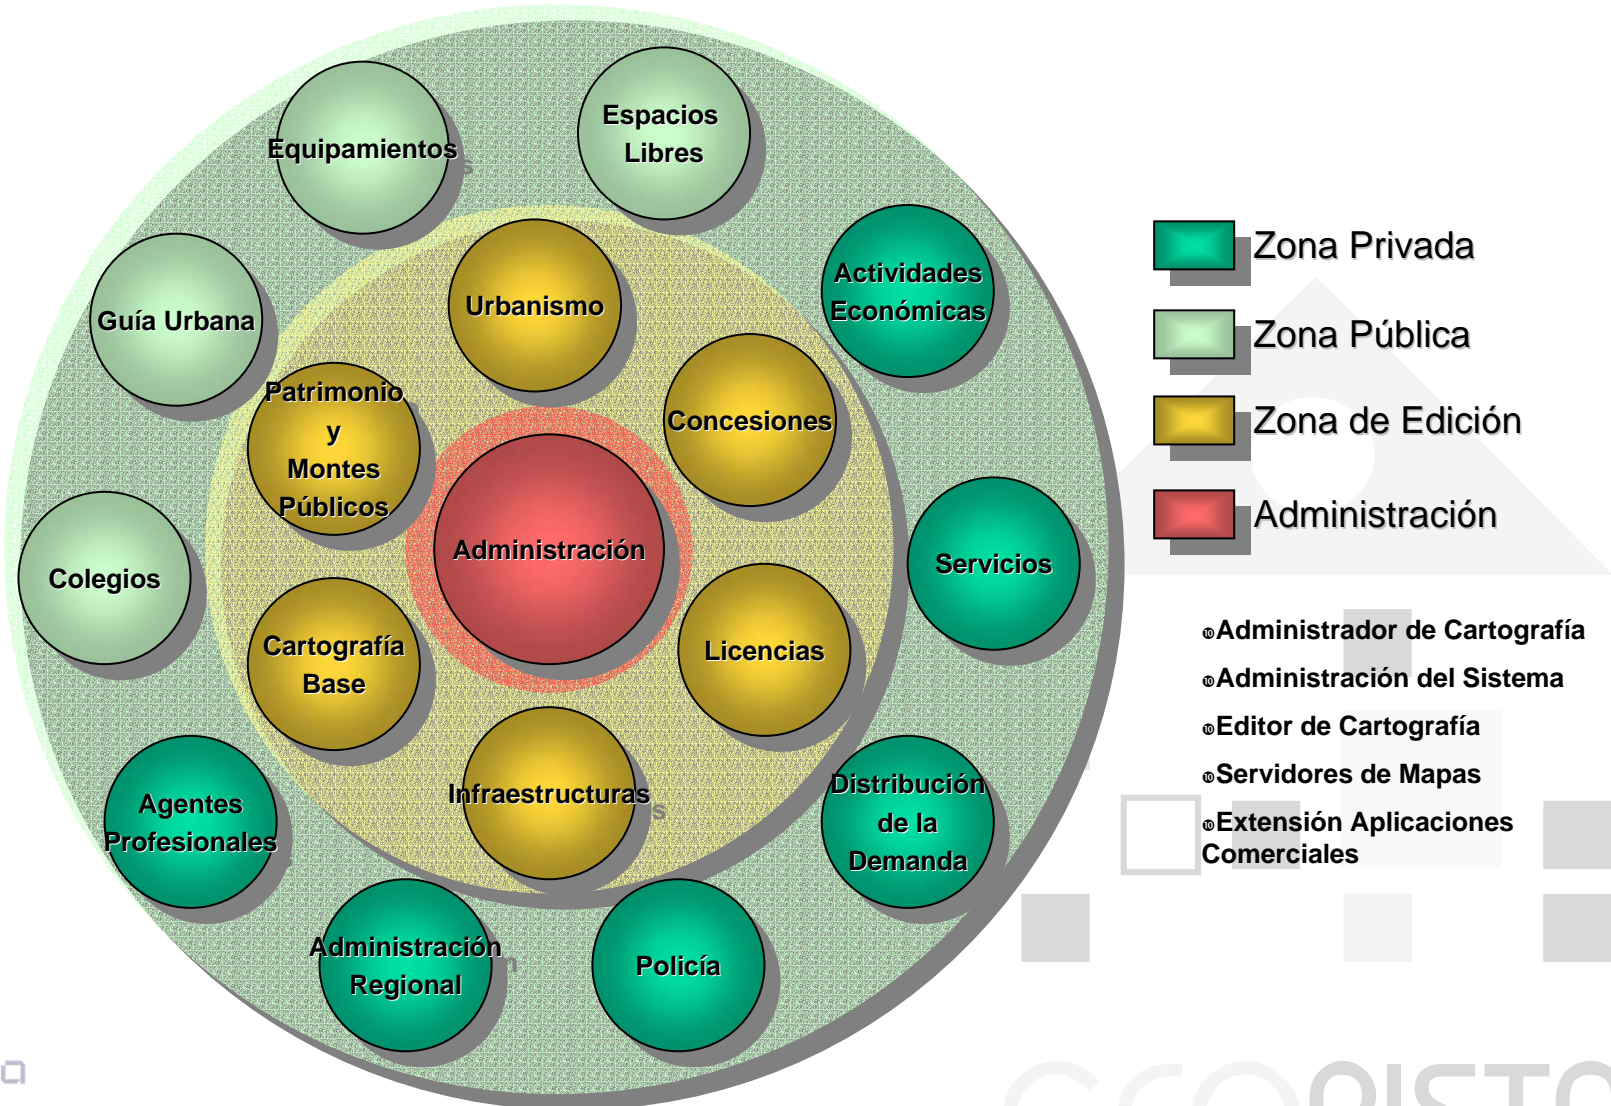 Equipamientos
Espacios
Libres
Guía Urbana
Urbanismo
Actividades
Económicas
Patrimonio
y
Montes
Públicos
Concesiones
Administración
Colegios
Servicios
Cartografía
Base
Licencias
Infraestructuras
Agentes
Profesionales
Distribución
de la
Demanda
Administración
Regional
Policía
Zona Privada
Zona Pública
Zona de Edición
Administración
Administrador de Cartografía
Administración del Sistema
Editor de Cartografía
Servidores de Mapas
Extensión Aplicaciones
Comerciales